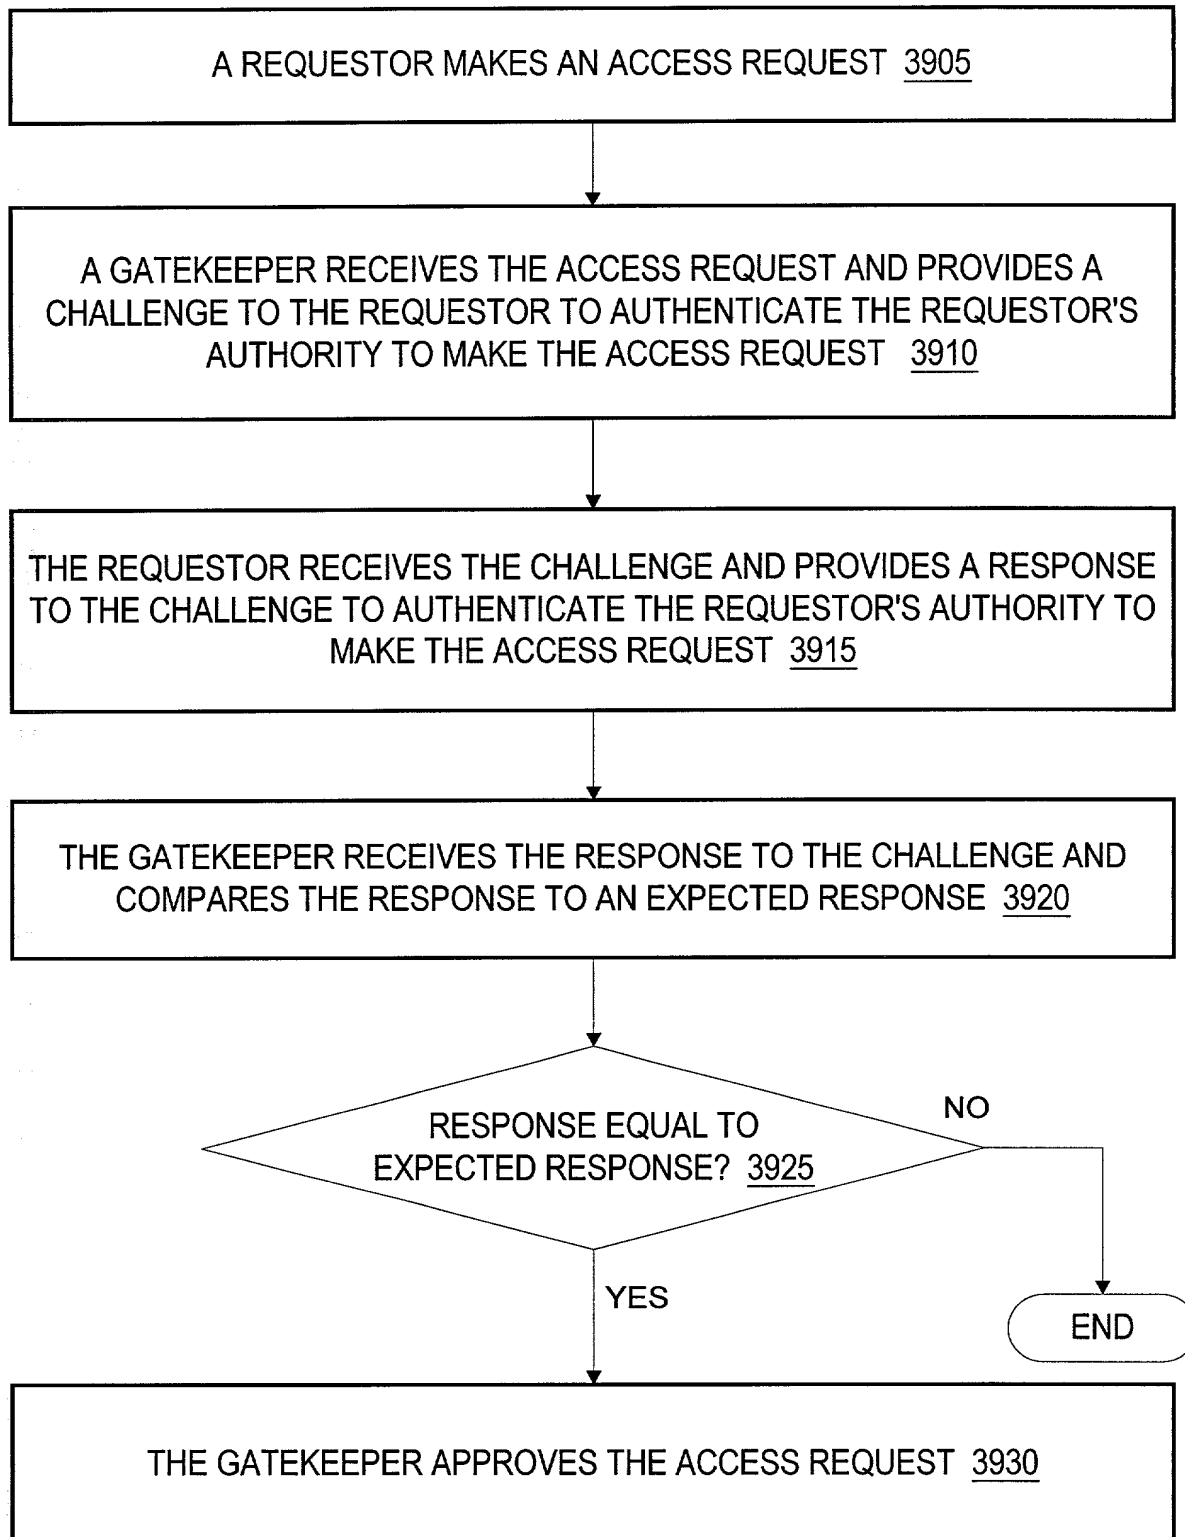 A REQUESTOR MAKES AN ACCESS REQUEST 3905
A GATEKEEPER RECEIVES THE ACCESS REQUEST AND PROVIDES A
CHALLENGE TO THE REQUESTOR TO AUTHENTICATE THE REQUESTOR'S
AUTHORITY TO MAKE THE ACCESS REQUEST 3910
THE REQUESTOR RECEIVES THE CHALLENGE AND PROVIDES A RESPONSE
TO THE CHALLENGE TO AUTHENTICATE THE REQUESTOR'S AUTHORITY TO
MAKE THE ACCESS REQUEST 3915
THE GATEKEEPER RECEIVES THE RESPONSE TO THE CHALLENGE AND
COMPARES THE RESPONSE TO AN EXPECTED RESPONSE 3920
RESPONSE EQUAL TO
EXPECTED RESPONSE? 3925
NO
YES
END
THE GATEKEEPER APPROVES THE ACCESS REQUEST 3930